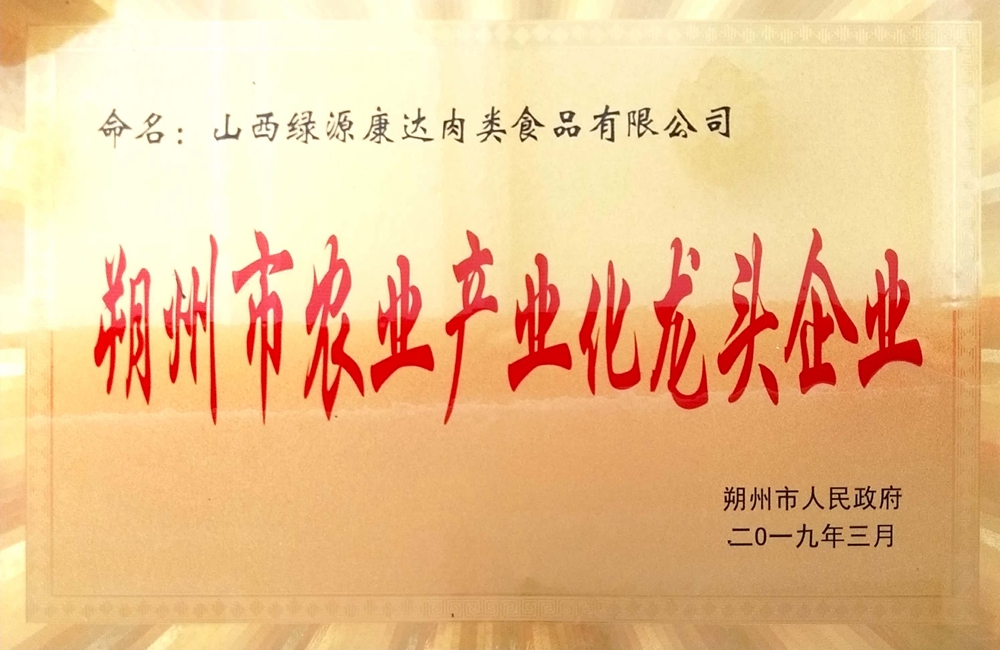 命名：山西绿源康达肉类食品有限公司
朔州市农业产业化龙头企业
朔州市人民政府
二0一九年三月